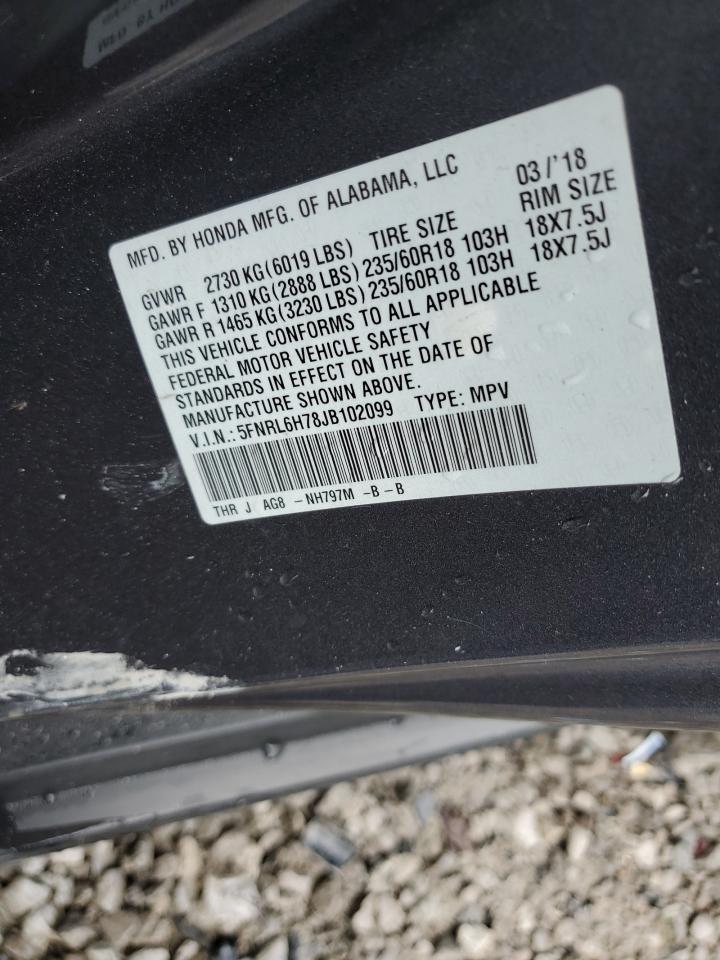 MFD. BY HONDA MFG. OF ALABAMA, LLC 03/'18
GVWR 2730 KG(6019 LBS) TIRE SIZE RIM SIZE
GAWR F 1310 KG(2888 LBS) 235/60R18 103H 18X7.5J
GAWR R 1465 KG(3230 LBS) 235/60R18 103H 18X7.5J
THIS VEHICLE CONFORMS TO ALL APPLICABLE
FEDERAL MOTOR VEHICLE SAFETY
STANDARDS IN EFFECT ON THE DATE OF
MANUFACTURE SHOWN ABOVE.
V.I.N.: 5FNRL6H78JB102099 TYPE: MPV
THR J AG8 -NH797M -B-B